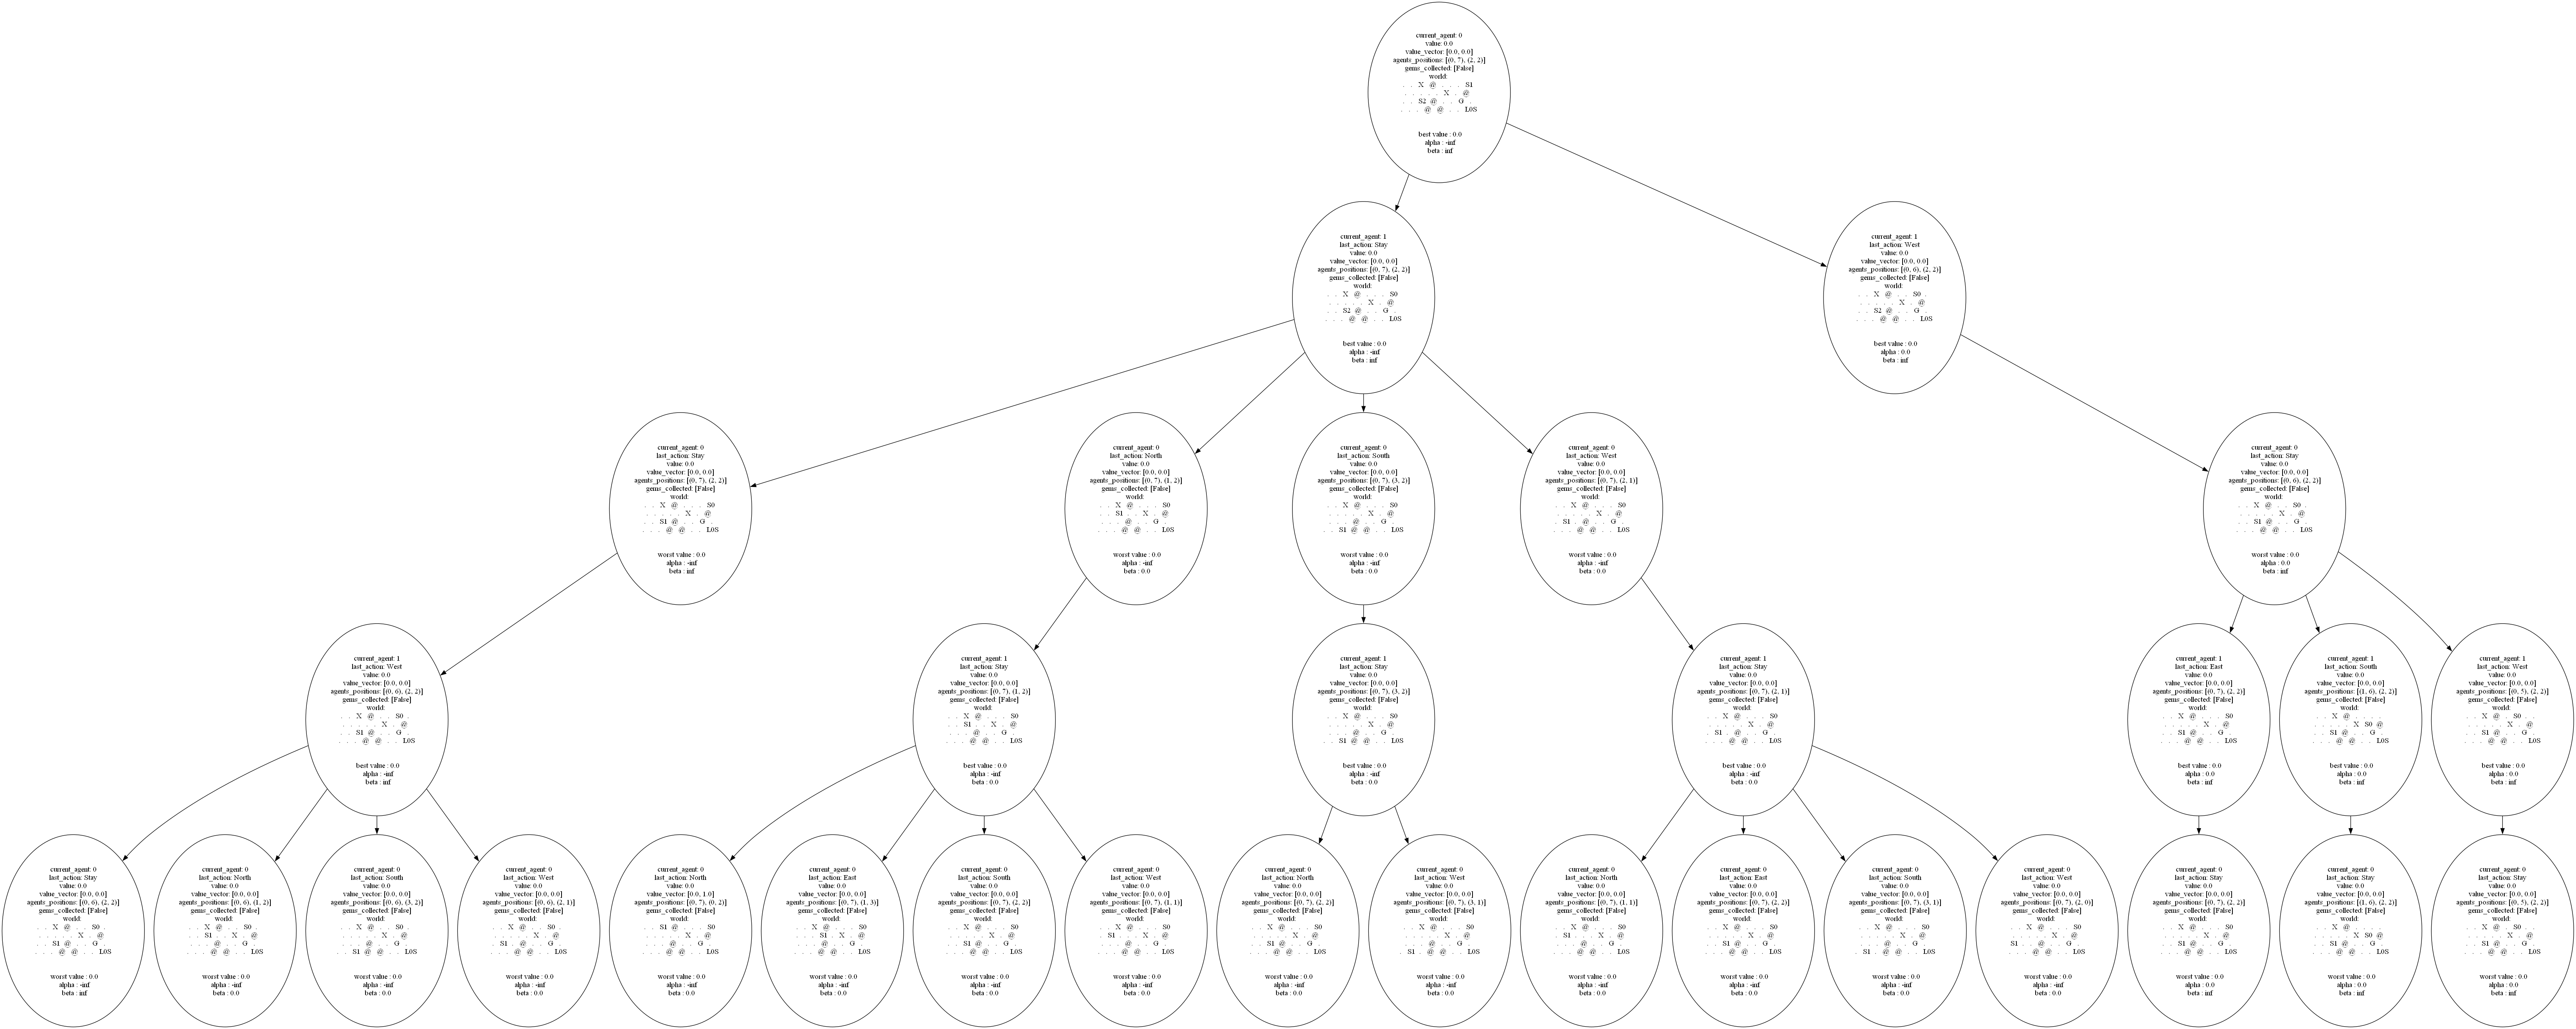 current_agent: 0
value: 0.0
value_vector: [0.0, 0.0]
agents_positions: [(0, 7), (2, 2)]
gems_collected: [False]
world:
. . X @ . . . S1
. . . . . X . @
. . S2 @ . . G .
. . . @ @ . . L0S
best value : 0.0
alpha : -inf
beta : inf
current_agent: 1
last_action: Stay
value: 0.0
value_vector: [0.0, 0.0]
agents_positions: [(0, 7), (2, 2)]
gems_collected: [False]
world:
. . X @ . . . S0
. . . . . X . @
. . S2 @ . . G .
. . . @ @ . . L0S
best value : 0.0
alpha : -inf
beta : inf
current_agent: 1
last_action: West
value: 0.0
value_vector: [0.0, 0.0]
agents_positions: [(0, 6), (2, 2)]
gems_collected: [False]
world:
. . X @ . . S0 .
. . . . . X . @
. . S2 @ . . G .
. . . @ @ . . L0S
best value : 0.0
alpha : 0.0
beta : inf
current_agent: 0
last_action: Stay
value: 0.0
value_vector: [0.0, 0.0]
agents_positions: [(0, 7), (2, 2)]
gems_collected: [False]
world:
. . X @ . . . S0
. . . . . X . @
. . S1 @ . . G .
. . . @ @ . . L0S
worst value : 0.0
alpha : -inf
beta : inf
current_agent: 0
last_action: North
value: 0.0
value_vector: [0.0, 0.0]
agents_positions: [(0, 7), (1, 2)]
gems_collected: [False]
world:
. . X @ . . . S0
. . S1 . . X . @
. . . @ . . G .
. . . @ @ . . L0S
worst value : 0.0
alpha : -inf
beta : 0.0
current_agent: 0
last_action: South
value: 0.0
value_vector: [0.0, 0.0]
agents_positions: [(0, 7), (3, 2)]
gems_collected: [False]
world:
. . X @ . . . S0
. . . . . X . @
. . . @ . . G .
. . S1 @ @ . . L0S
worst value : 0.0
alpha : -inf
beta : 0.0
current_agent: 0
last_action: West
value: 0.0
value_vector: [0.0, 0.0]
agents_positions: [(0, 7), (2, 1)]
gems_collected: [False]
world:
. . X @ . . . S0
. . . . . X . @
. S1 . @ . . G .
. . . @ @ . . L0S
worst value : 0.0
alpha : -inf
beta : 0.0
current_agent: 0
last_action: Stay
value: 0.0
value_vector: [0.0, 0.0]
agents_positions: [(0, 6), (2, 2)]
gems_collected: [False]
world:
. . X @ . . S0 .
. . . . . X . @
. . S1 @ . . G .
. . . @ @ . . L0S
worst value : 0.0
alpha : 0.0
beta : inf
current_agent: 1
last_action: West
value: 0.0
value_vector: [0.0, 0.0]
agents_positions: [(0, 6), (2, 2)]
gems_collected: [False]
world:
. . X @ . . S0 .
. . . . . X . @
. . S1 @ . . G .
. . . @ @ . . L0S
best value : 0.0
alpha : -inf
beta : inf
current_agent: 1
last_action: Stay
value: 0.0
value_vector: [0.0, 0.0]
agents_positions: [(0, 7), (1, 2)]
gems_collected: [False]
world:
. . X @ . . . S0
. . S1 . . X . @
. . . @ . . G .
. . . @ @ . . L0S
best value : 0.0
alpha : -inf
beta : 0.0
current_agent: 1
last_action: Stay
value: 0.0
value_vector: [0.0, 0.0]
agents_positions: [(0, 7), (3, 2)]
gems_collected: [False]
world:
. . X @ . . . S0
. . . . . X . @
. . . @ . . G .
. . S1 @ @ . . L0S
best value : 0.0
alpha : -inf
beta : 0.0
current_agent: 1
last_action: Stay
value: 0.0
value_vector: [0.0, 0.0]
agents_positions: [(0, 7), (2, 1)]
gems_collected: [False]
world:
. . X @ . . . S0
. . . . . X . @
. S1 . @ . . G .
. . . @ @ . . L0S
best value : 0.0
alpha : -inf
beta : 0.0
current_agent: 1
last_action: East
value: 0.0
value_vector: [0.0, 0.0]
agents_positions: [(0, 7), (2, 2)]
gems_collected: [False]
world:
. . X @ . . . S0
. . . . . X . @
. . S1 @ . . G .
. . . @ @ . . L0S
best value : 0.0
alpha : 0.0
beta : inf
current_agent: 1
last_action: South
value: 0.0
value_vector: [0.0, 0.0]
agents_positions: [(1, 6), (2, 2)]
gems_collected: [False]
world:
. . X @ . . . .
. . . . . X S0 @
. . S1 @ . . G .
. . . @ @ . . L0S
best value : 0.0
alpha : 0.0
beta : inf
current_agent: 1
last_action: West
value: 0.0
value_vector: [0.0, 0.0]
agents_positions: [(0, 5), (2, 2)]
gems_collected: [False]
world:
. . X @ . S0 . .
. . . . . X . @
. . S1 @ . . G .
. . . @ @ . . L0S
best value : 0.0
alpha : 0.0
beta : inf
current_agent: 0
last_action: Stay
value: 0.0
value_vector: [0.0, 0.0]
agents_positions: [(0, 6), (2, 2)]
gems_collected: [False]
world:
. . X @ . . S0 .
. . . . . X . @
. . S1 @ . . G .
. . . @ @ . . L0S
worst value : 0.0
alpha : -inf
beta : inf
current_agent: 0
last_action: North
value: 0.0
value_vector: [0.0, 0.0]
agents_positions: [(0, 6), (1, 2)]
gems_collected: [False]
world:
. . X @ . . S0 .
. . S1 . . X . @
. . . @ . . G .
. . . @ @ . . L0S
worst value : 0.0
alpha : -inf
beta : 0.0
current_agent: 0
last_action: South
value: 0.0
value_vector: [0.0, 0.0]
agents_positions: [(0, 6), (3, 2)]
gems_collected: [False]
world:
. . X @ . . S0 .
. . . . . X . @
. . . @ . . G .
. . S1 @ @ . . L0S
worst value : 0.0
alpha : -inf
beta : 0.0
current_agent: 0
last_action: West
value: 0.0
value_vector: [0.0, 0.0]
agents_positions: [(0, 6), (2, 1)]
gems_collected: [False]
world:
. . X @ . . S0 .
. . . . . X . @
. S1 . @ . . G .
. . . @ @ . . L0S
worst value : 0.0
alpha : -inf
beta : 0.0
current_agent: 0
last_action: North
value: 0.0
value_vector: [0.0, 1.0]
agents_positions: [(0, 7), (0, 2)]
gems_collected: [False]
world:
. . S1 @ . . . S0
. . . . . X . @
. . . @ . . G .
. . . @ @ . . L0S
worst value : 0.0
alpha : -inf
beta : 0.0
current_agent: 0
last_action: East
value: 0.0
value_vector: [0.0, 0.0]
agents_positions: [(0, 7), (1, 3)]
gems_collected: [False]
world:
. . X @ . . . S0
. . . S1 . X . @
. . . @ . . G .
. . . @ @ . . L0S
worst value : 0.0
alpha : -inf
beta : 0.0
current_agent: 0
last_action: South
value: 0.0
value_vector: [0.0, 0.0]
agents_positions: [(0, 7), (2, 2)]
gems_collected: [False]
world:
. . X @ . . . S0
. . . . . X . @
. . S1 @ . . G .
. . . @ @ . . L0S
worst value : 0.0
alpha : -inf
beta : 0.0
current_agent: 0
last_action: West
value: 0.0
value_vector: [0.0, 0.0]
agents_positions: [(0, 7), (1, 1)]
gems_collected: [False]
world:
. . X @ . . . S0
. S1 . . . X . @
. . . @ . . G .
. . . @ @ . . L0S
worst value : 0.0
alpha : -inf
beta : 0.0
current_agent: 0
last_action: North
value: 0.0
value_vector: [0.0, 0.0]
agents_positions: [(0, 7), (2, 2)]
gems_collected: [False]
world:
. . X @ . . . S0
. . . . . X . @
. . S1 @ . . G .
. . . @ @ . . L0S
worst value : 0.0
alpha : -inf
beta : 0.0
current_agent: 0
last_action: West
value: 0.0
value_vector: [0.0, 0.0]
agents_positions: [(0, 7), (3, 1)]
gems_collected: [False]
world:
. . X @ . . . S0
. . . . . X . @
. . . @ . . G .
. S1 . @ @ . . L0S
worst value : 0.0
alpha : -inf
beta : 0.0
current_agent: 0
last_action: North
value: 0.0
value_vector: [0.0, 0.0]
agents_positions: [(0, 7), (1, 1)]
gems_collected: [False]
world:
. . X @ . . . S0
. S1 . . . X . @
. . . @ . . G .
. . . @ @ . . L0S
worst value : 0.0
alpha : -inf
beta : 0.0
current_agent: 0
last_action: East
value: 0.0
value_vector: [0.0, 0.0]
agents_positions: [(0, 7), (2, 2)]
gems_collected: [False]
world:
. . X @ . . . S0
. . . . . X . @
. . S1 @ . . G .
. . . @ @ . . L0S
worst value : 0.0
alpha : -inf
beta : 0.0
current_agent: 0
last_action: South
value: 0.0
value_vector: [0.0, 0.0]
agents_positions: [(0, 7), (3, 1)]
gems_collected: [False]
world:
. . X @ . . . S0
. . . . . X . @
. . . @ . . G .
. S1 . @ @ . . L0S
worst value : 0.0
alpha : -inf
beta : 0.0
current_agent: 0
last_action: West
value: 0.0
value_vector: [0.0, 0.0]
agents_positions: [(0, 7), (2, 0)]
gems_collected: [False]
world:
. . X @ . . . S0
. . . . . X . @
S1 . . @ . . G .
. . . @ @ . . L0S
worst value : 0.0
alpha : -inf
beta : 0.0
current_agent: 0
last_action: Stay
value: 0.0
value_vector: [0.0, 0.0]
agents_positions: [(0, 7), (2, 2)]
gems_collected: [False]
world:
. . X @ . . . S0
. . . . . X . @
. . S1 @ . . G .
. . . @ @ . . L0S
worst value : 0.0
alpha : 0.0
beta : inf
current_agent: 0
last_action: Stay
value: 0.0
value_vector: [0.0, 0.0]
agents_positions: [(1, 6), (2, 2)]
gems_collected: [False]
world:
. . X @ . . . .
. . . . . X S0 @
. . S1 @ . . G .
. . . @ @ . . L0S
worst value : 0.0
alpha : 0.0
beta : inf
current_agent: 0
last_action: Stay
value: 0.0
value_vector: [0.0, 0.0]
agents_positions: [(0, 5), (2, 2)]
gems_collected: [False]
world:
. . X @ . S0 . .
. . . . . X . @
. . S1 @ . . G .
. . . @ @ . . L0S
worst value : 0.0
alpha : 0.0
beta : inf